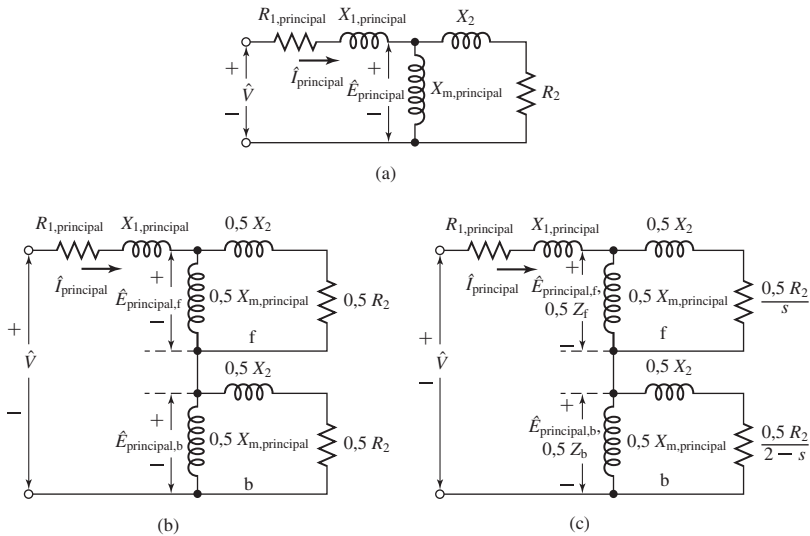 R1,principal X1,principal X2
+ Îprincipal + 
V̂ Êprincipal Xm,principal R2
− −
(a)
R1,principal X1,principal 0,5 X2
Îprincipal +
Êprincipal,f 0,5 Xm,principal 0,5 R2
−
f
+
V̂
−
0,5 X2
+
Êprincipal,b 0,5 Xm,principal 0,5 R2
−
b
(b)
R1,principal X1,principal 0,5 X2
Îprincipal +
Êprincipal,f,
0,5 Zf
0,5 Xm,principal
0,5 R2
s
−
f
+
V̂
−
0,5 X2
+
Êprincipal,b,
0,5 Zb
0,5 Xm,principal
0,5 R2
2 − s
−
b
(c)